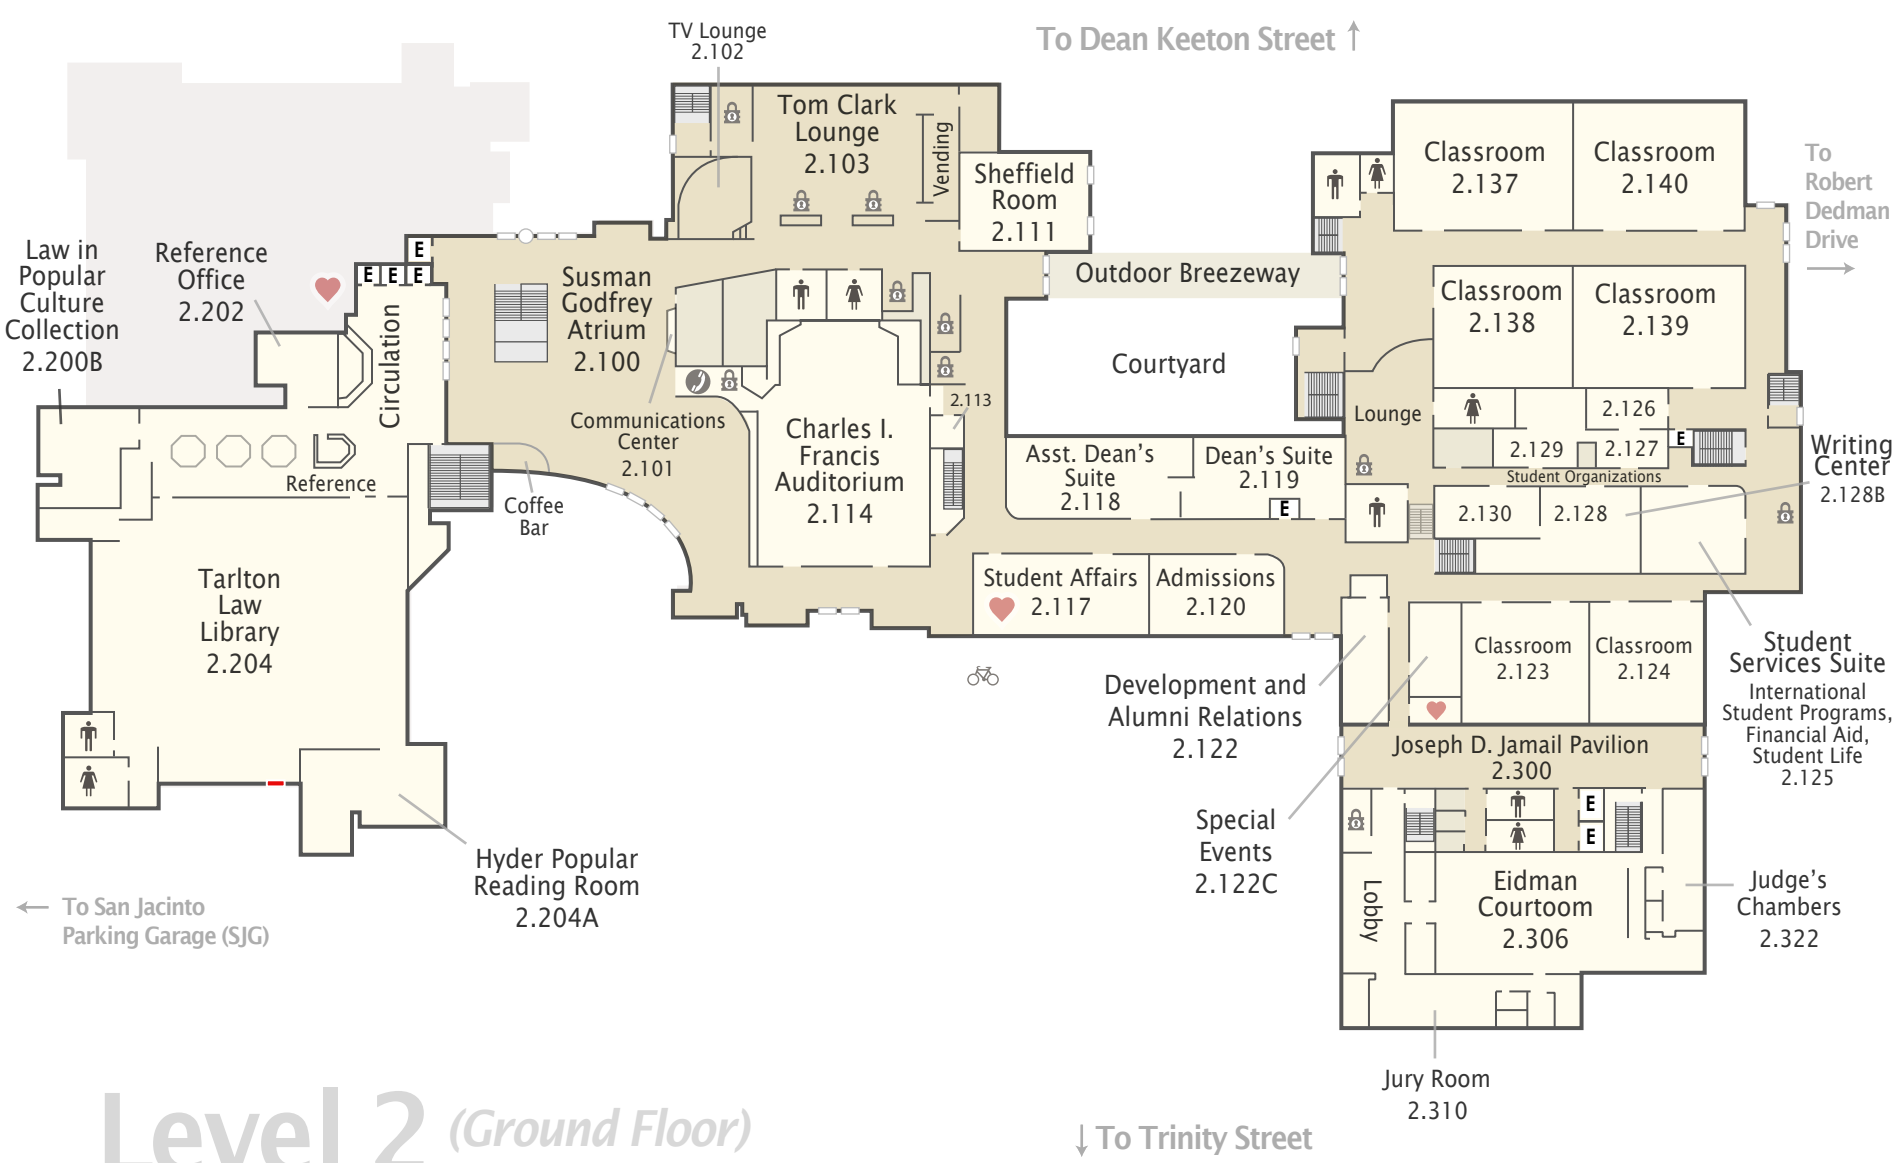 TV Lounge
2.102
To Dean Keeton Street ↑
Tom Clark
Lounge
2.103
Vending
Sheffield
Room
2.111
Classroom
2.137
Classroom
2.140
To
Robert
Dedman
Drive
→
Law in
Popular
Culture
Collection
2.200B
Reference
Office
2.202
E
E E E
Circulation
Susman
Godfrey
Atrium
2.100
Outdoor Breezeway
Classroom
2.138
Classroom
2.139
Courtyard
Communications
Center
2.101
2.113
Lounge
2.126
2.129
2.127
E
Student Organizations
Writing
Center
2.128B
Charles I.
Francis
Auditorium
2.114
Asst. Dean's
Suite
2.118
Dean's Suite
2.119
E
2.130
2.128
Reference
Coffee
Bar
Tarlton
Law
Library
2.204
Student Affairs
2.117
Admissions
2.120
Classroom
2.123
Classroom
2.124
Student
Services Suite
International
Student Programs,
Financial Aid,
Student Life
2.125
Development and
Alumni Relations
2.122
Joseph D. Jamail Pavilion
2.300
Special
Events
2.122C
E
E
Lobby
Eidman
Courtoom
2.306
Judge's
Chambers
2.322
Hyder Popular
Reading Room
2.204A
← To San Jacinto
Parking Garage (SJG)
Jury Room
2.310
Level 2 (Ground Floor)
↓ To Trinity Street